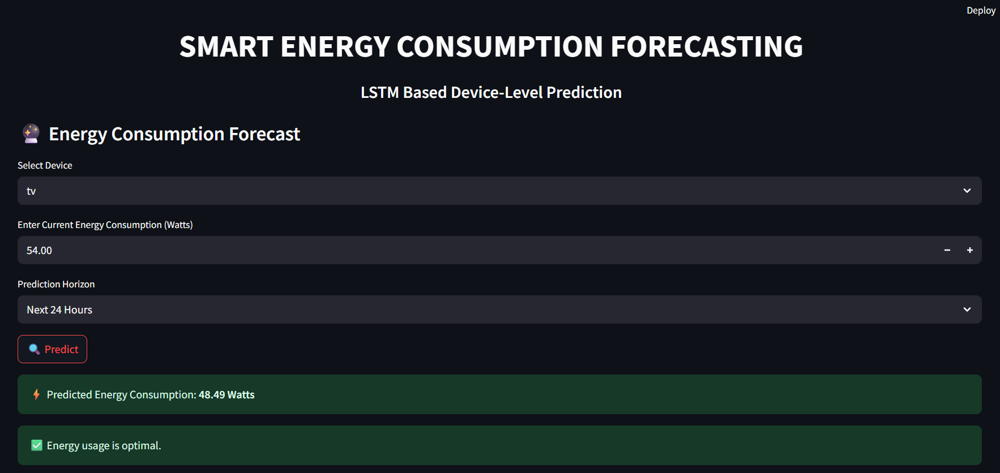 Deploy
SMART ENERGY CONSUMPTION FORECASTING
LSTM Based Device-Level Prediction
Energy Consumption Forecast
Select Device
tv
Enter Current Energy Consumption (Watts)
54.00
Prediction Horizon
Next 24 Hours
Predict
Predicted Energy Consumption: 48.49 Watts
Energy usage is optimal.